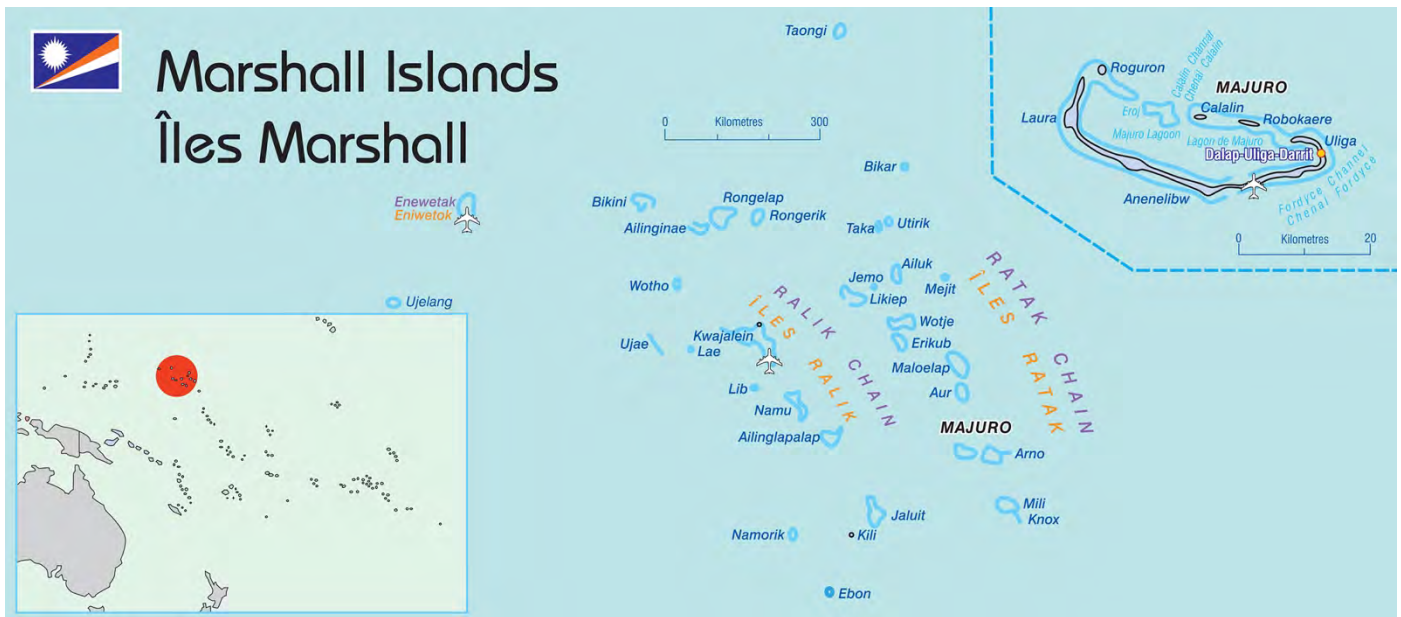 Marshall Islands
Îles Marshall
Taongi
0 Kilometres 300
Bikar
Enewetak
Eniwetok
Bikini
Rongelap
Ailinginae
Rongerik
Taka
Utirik
Ujelang
Wotho
Jemo
Ailuk
Mejit
Likiep
Ujae
Kwajalein
Lae
Wotje
Erikub
Maloelap
Lib
Aur
Namu
Ailinglapalap
RALIK CHAIN
ÎLES RALIK
RATAK CHAIN
ÎLES RATAK
MAJURO
Arno
Jaluit
Mili
Knox
Namorik
Kili
Ebon
Roguron
Calalin Channar
Chenai Calalin
MAJURO
Laura
Eroj
Calalin
Robokaere
Majuro Lagoon
Lagon de Majuro
Uliga
Dalap-Uliga-Darrit
Anenelibw
Fordyce Channel
Chenai Fordyce
0 Kilometres 20